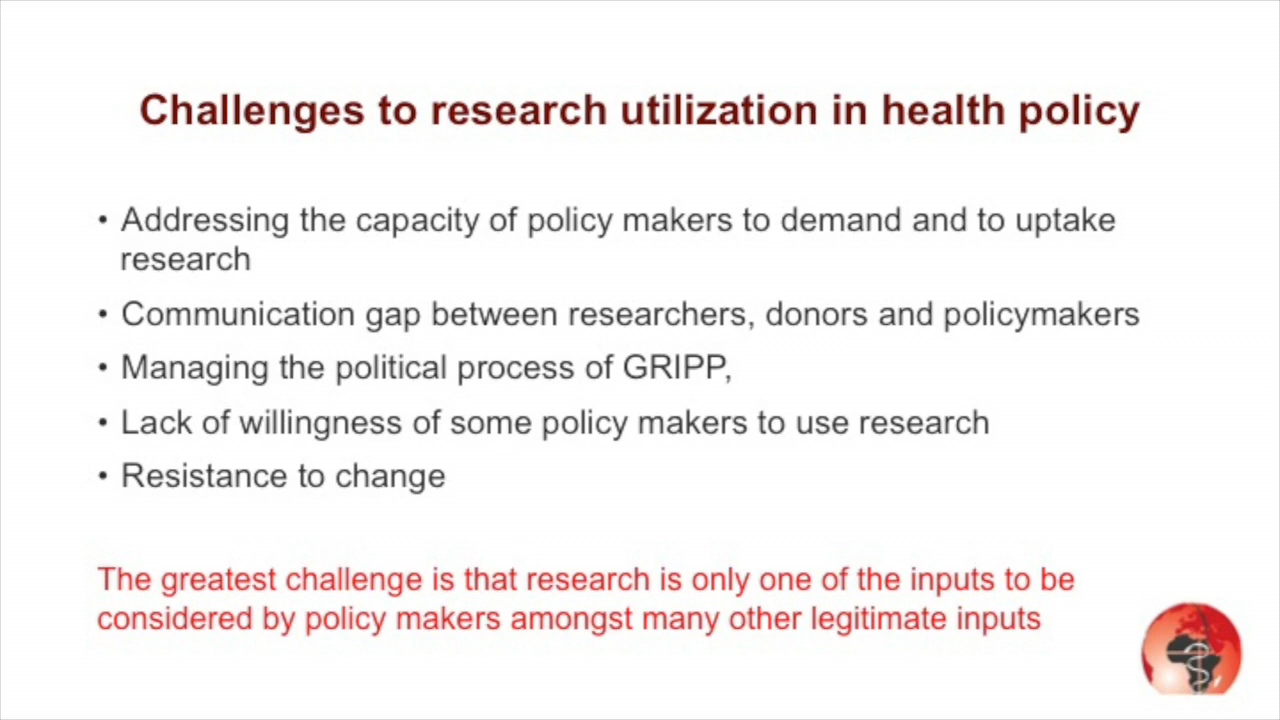 Challenges to research utilization in health policy
• Addressing the capacity of policy makers to demand and to uptake
research
• Communication gap between researchers, donors and policymakers
• Managing the political process of GRIPP,
• Lack of willingness of some policy makers to use research
• Resistance to change
The greatest challenge is that research is only one of the inputs to be
considered by policy makers amongst many other legitimate inputs